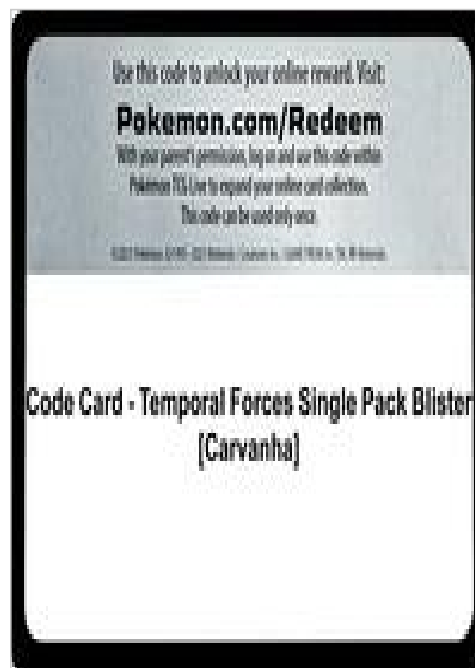 Use this code to unlock your online reward. Visit:
Pokemon.com/Redeem
With your parent's permission, log on and use this code within
Pokémon TCG Live to expand your online card collection.
This code can be used only once.
Code Card - Temporal Forces Single Pack Blister
[Carvanha]